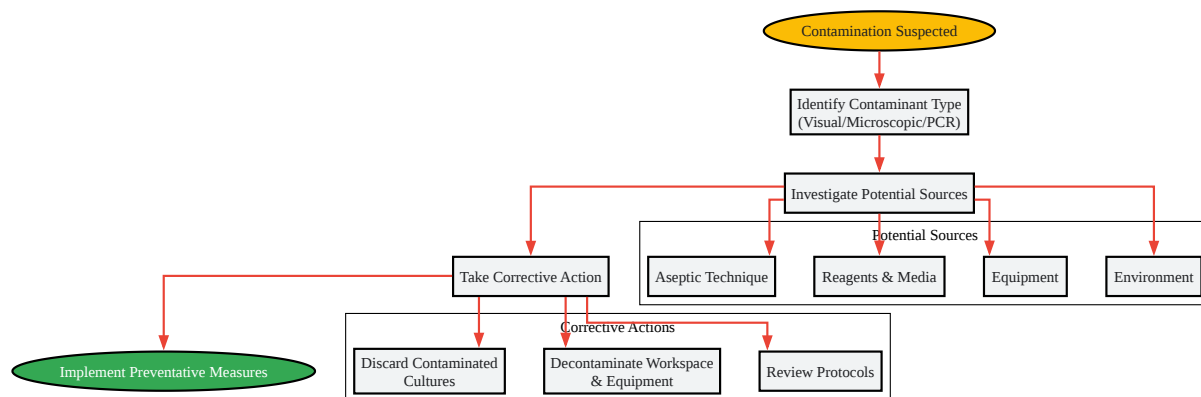 Contamination Suspected
Identify Contaminant Type
(Visual/Microscopic/PCR)
Investigate Potential Sources
Potential Sources
Take Corrective Action
Aseptic Technique
Reagents & Media
Equipment
Environment
Corrective Actions
Implement Preventative Measures
Discard Contaminated
Cultures
Decontaminate Workspace
& Equipment
Review Protocols